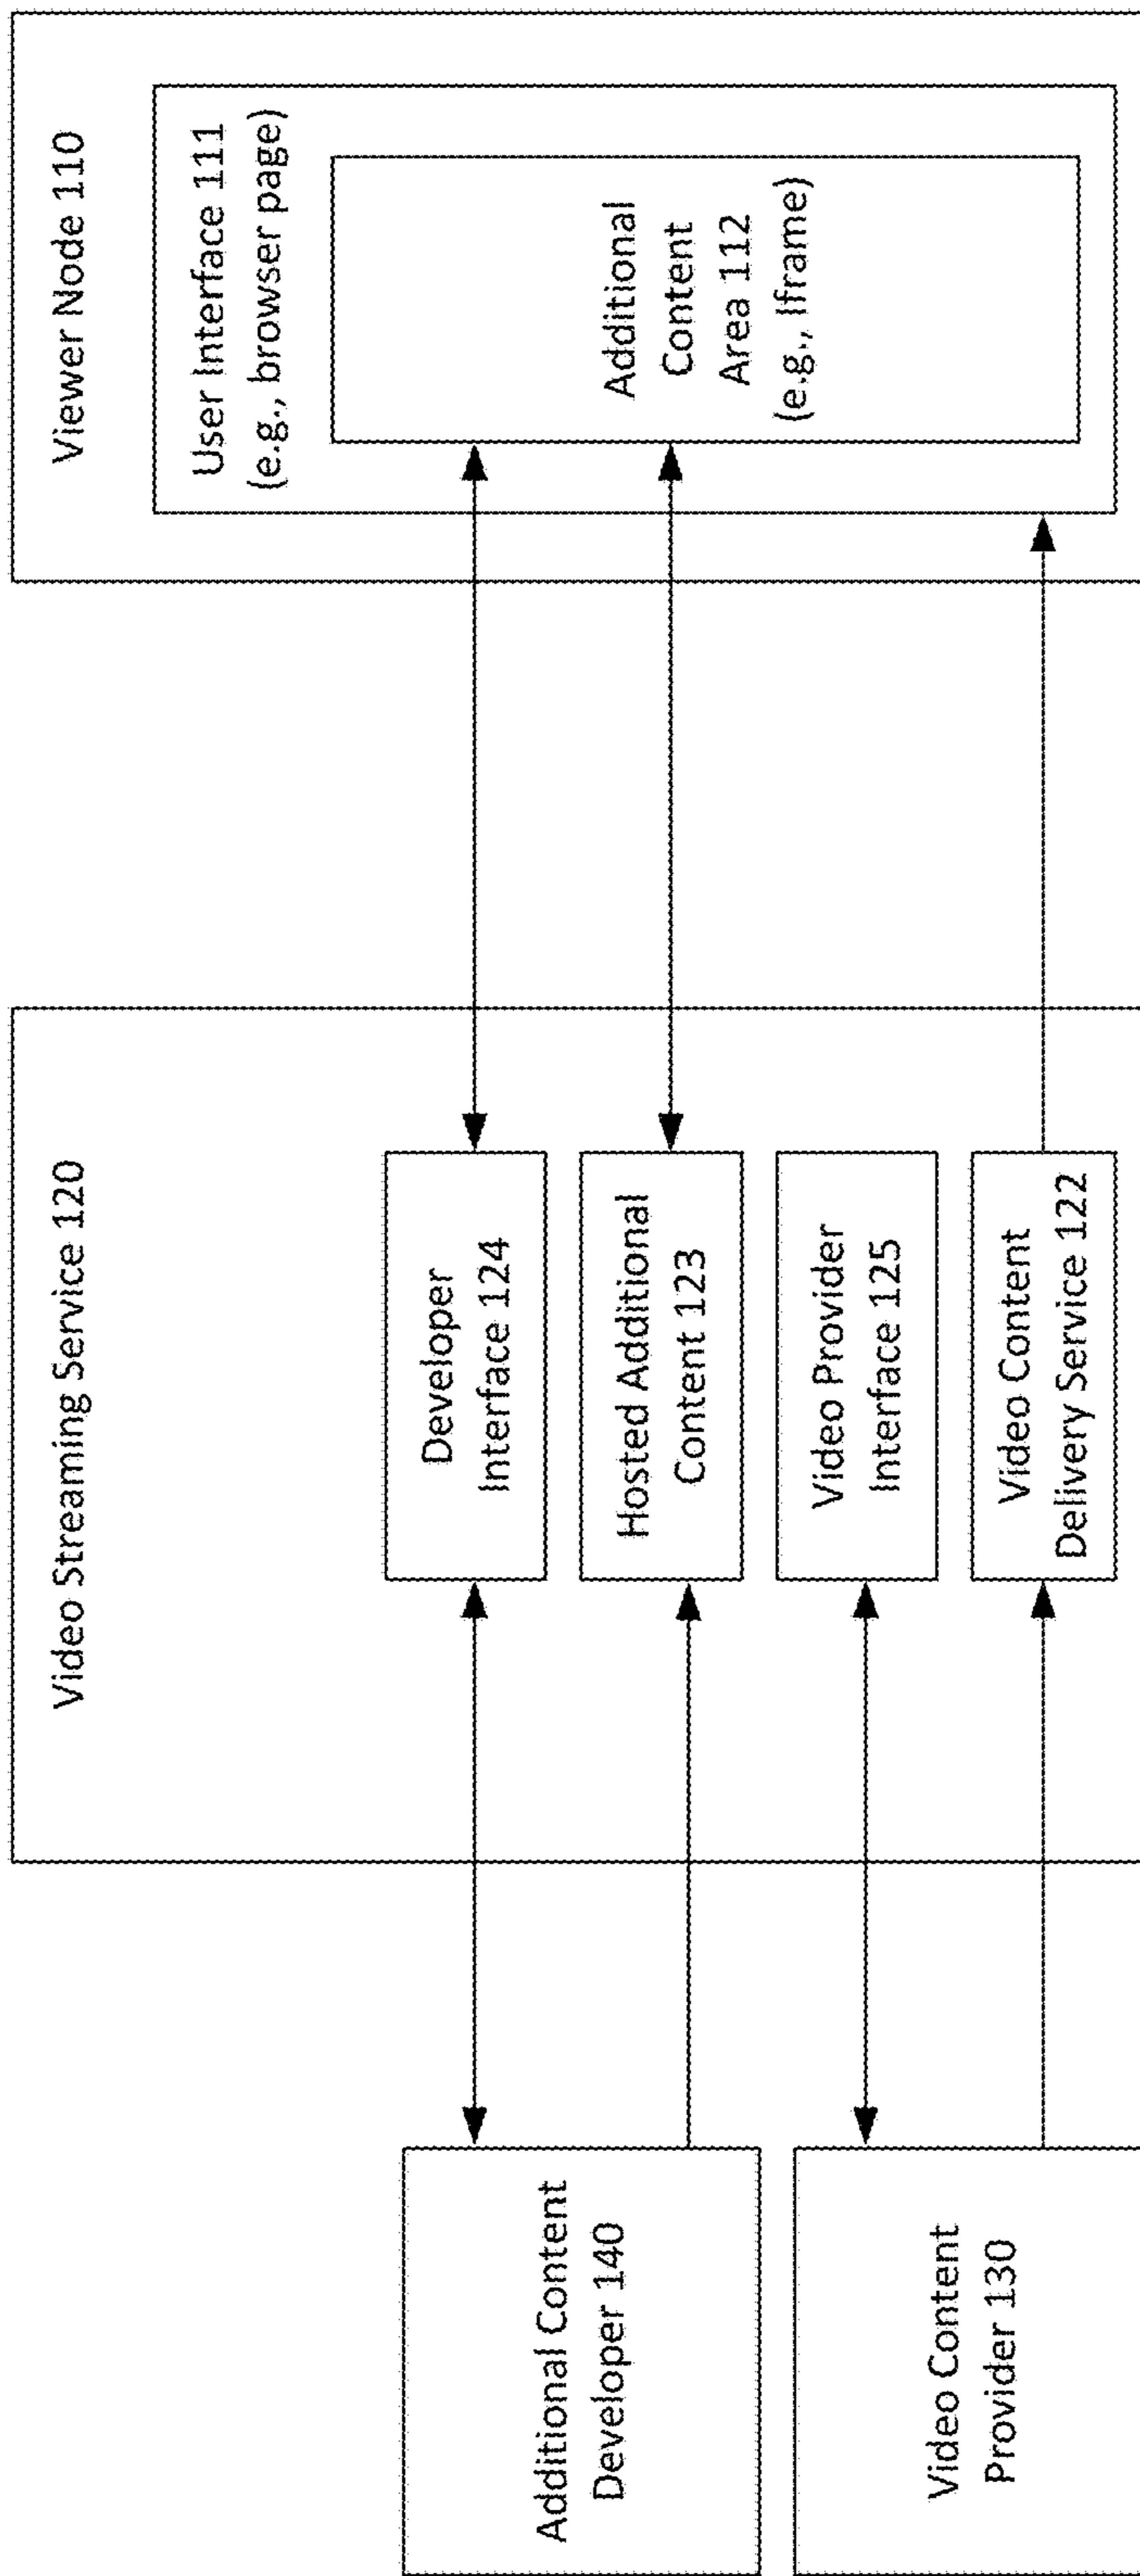 Additional Content
Developer 140
Video Content
Provider 130
Video Streaming Service 120
Developer
Interface 124
Hosted Additional
Content 123
Video Provider
Interface 125
Video Content
Delivery Service 122
Viewer Node 110
User Interface 111
(e.g., browser page)
Additional
Content
Area 112
(e.g., Iframe)